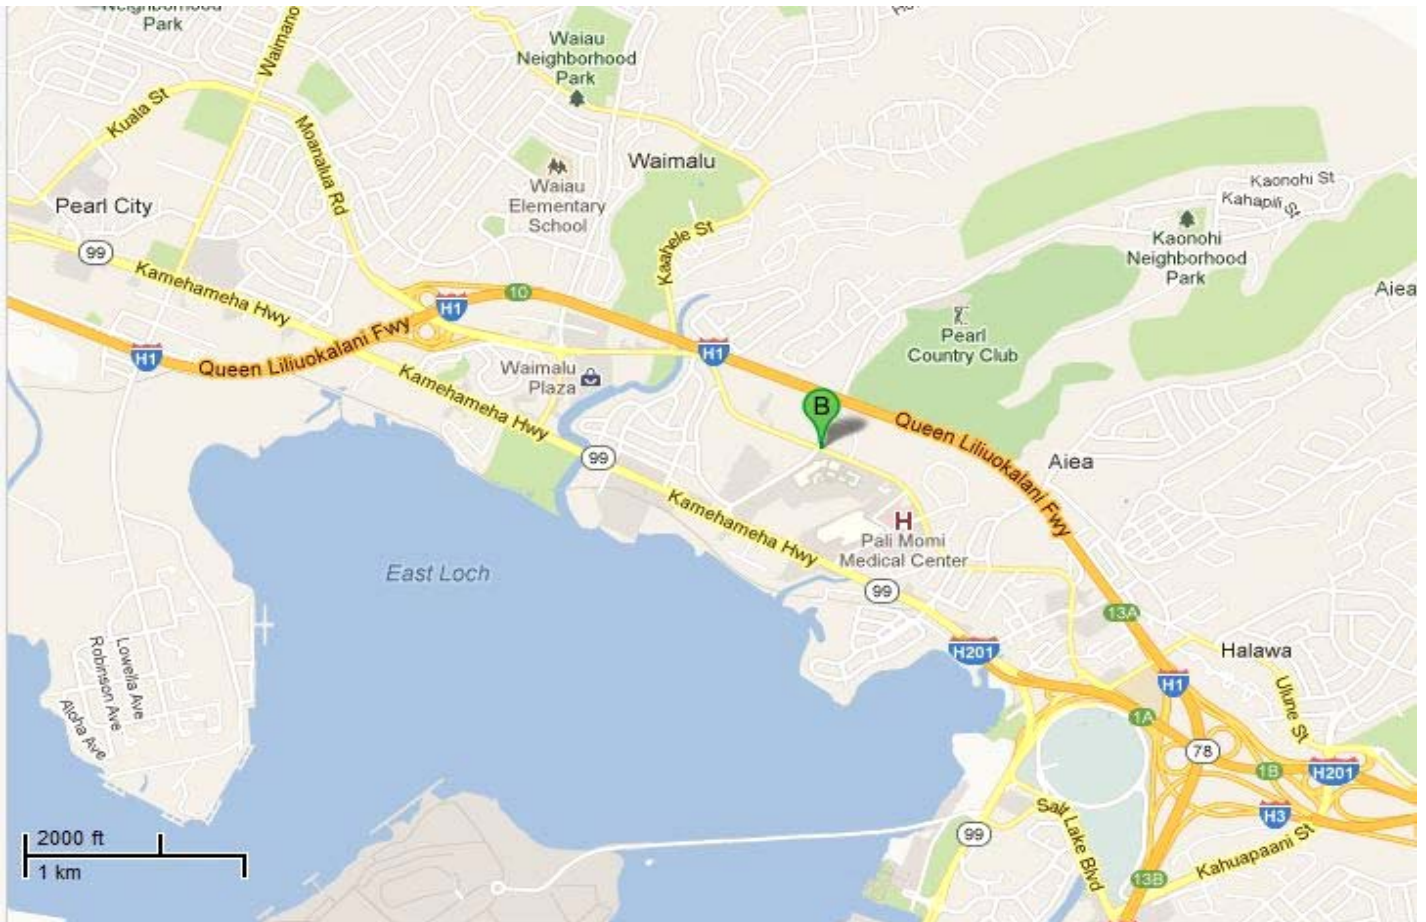 Neighborhood
Park
Waimano
Waiau
Neighborhood
Park
Kuala St
Moanalua Rd
Waimalu
Waiau
Elementary
School
Kaonohi St
Kahapili St
Pearl City
Kaahele St
Kaonohi
Neighborhood
Park
99
Kamehameha Hwy
10
H1
Aiea
Pearl
Country Club
H1
Queen Liliuokalani Fwy
H1
Waimalu
Plaza
Kamehameha Hwy
B
Queen Liliuokalani Fwy
99
Aiea
Kamehameha Hwy
H
Pali Momi
Medical Center
East Loch
99
13A
Lowella Ave
Robinson Ave
Aloha Ave
H201
Halawa
H1
Ulune St
1A
78
1B
H201
Salt Lake Blvd
H3
99
Kahuapaani St
13B
2000 ft
1 km